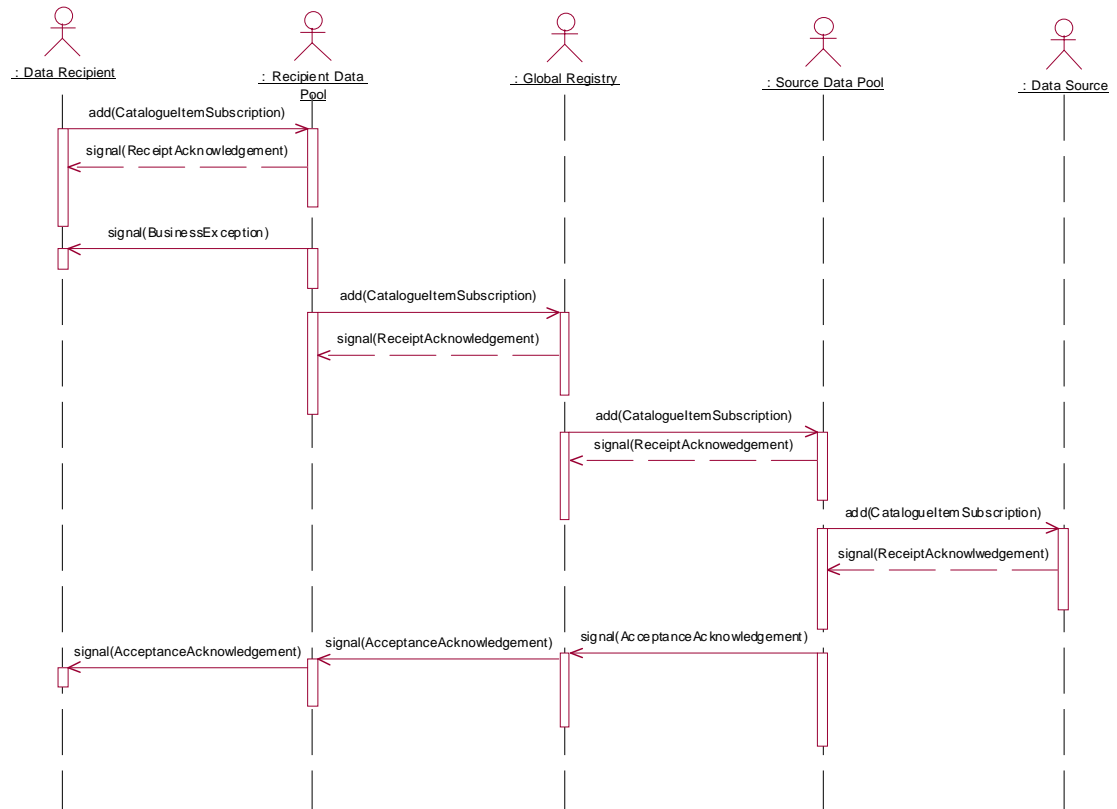 : Data Recipient
: Recipient Data
Pool
: Global Registry
: Source Data Pool
: Data Source
add(CatalogueItemSubscription)
signal(ReceiptAcknowledgement)
signal(BusinessException)
add(CatalogueItemSubscription)
signal(ReceiptAcknowledgement)
add(CatalogueItemSubscription)
signal(ReceiptAcknowedgement)
add(CatalogueItemSubscription)
signal(ReceiptAcknowlwedgement)
signal(AcceptanceAcknowledgement)
signal(AcceptanceAcknowledgement)
signal(AcceptanceAcknowledgement)